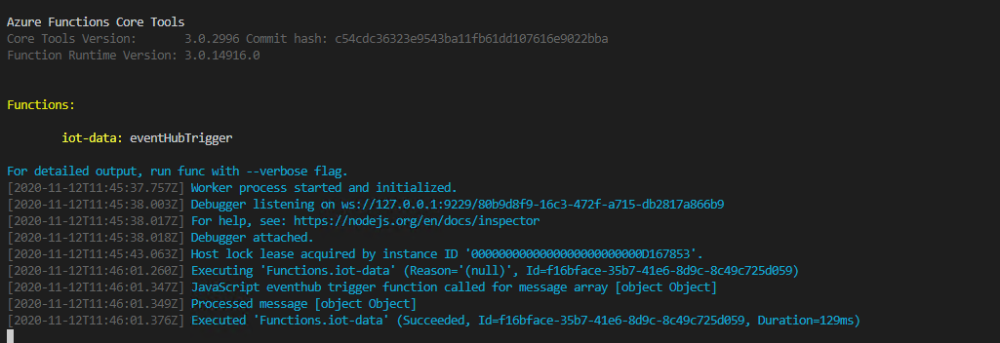 Azure Functions Core Tools
Core Tools Version: 3.0.2996 Commit hash: c54cdc36323e9543ba11fb61dd107616e9022bba
Function Runtime Version: 3.0.14916.0
Functions:
iot-data: eventHubTrigger
For detailed output, run func with --verbose flag.
[2020-11-12T11:45:37.757Z] Worker process started and initialized.
[2020-11-12T11:45:38.003Z] Debugger listening on ws://127.0.0.1:9229/80b9d8f9-16c3-472f-a715-db2817a866b9
[2020-11-12T11:45:38.017Z] For help, see: https://nodejs.org/en/docs/inspector
[2020-11-12T11:45:38.018Z] Debugger attached.
[2020-11-12T11:45:43.063Z] Host lock lease acquired by instance ID '000000000000000000000000D167853'.
[2020-11-12T11:46:01.260Z] Executing 'Functions.iot-data' (Reason='(null)', Id=f16bface-35b7-41e6-8d9c-8c49c725d059)
[2020-11-12T11:46:01.347Z] JavaScript eventhub trigger function called for message array [object Object]
[2020-11-12T11:46:01.349Z] Processed message [object Object]
[2020-11-12T11:46:01.376Z] Executed 'Functions.iot-data' (Succeeded, Id=f16bface-35b7-41e6-8d9c-8c49c725d059, Duration=129ms)